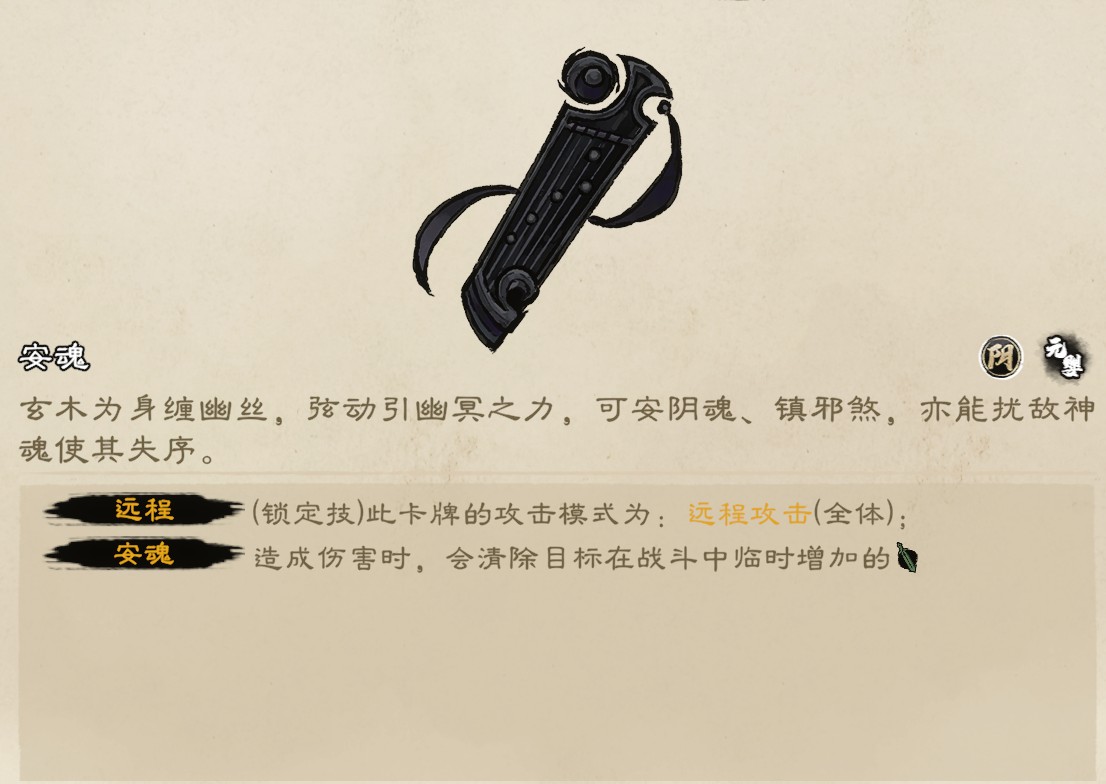 安魂
阴
元婴
玄木为身缠幽丝，弦动引幽冥之力，可安阴魂、镇邪煞，亦能扰敌神
魂使其失序。
远程 (锁定技)此卡牌的攻击模式为：远程攻击(全体)；
安魂 造成伤害时，会清除目标在战斗中临时增加的